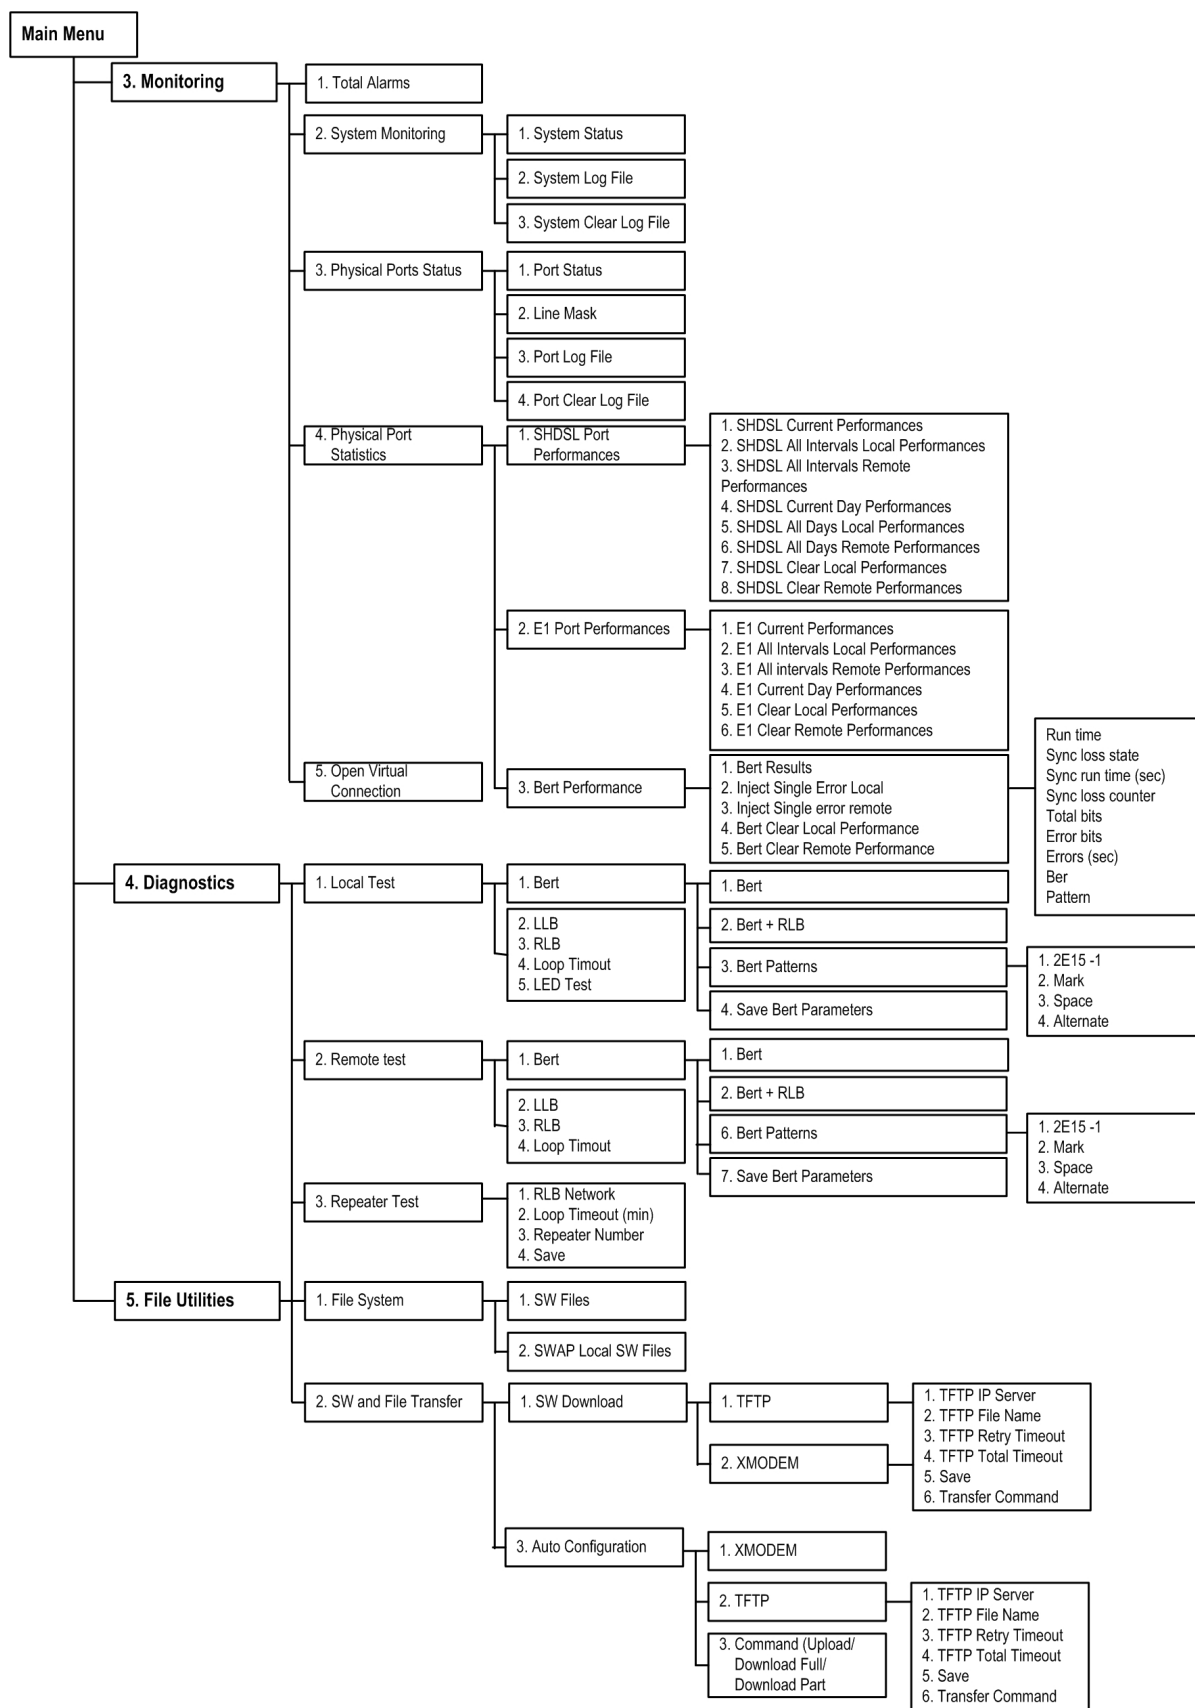 Main Menu
3. Monitoring
1. Total Alarms
2. System Monitoring
1. System Status
2. System Log File
3. System Clear Log File
3. Physical Ports Status
1. Port Status
2. Line Mask
3. Port Log File
4. Port Clear Log File
4. Physical Port
Statistics
1. SHDSL Port
Performances
1. SHDSL Current Performances
2. SHDSL All Intervals Local Performances
3. SHDSL All Intervals Remote
Performances
4. SHDSL Current Day Performances
5. SHDSL All Days Local Performances
6. SHDSL All Days Remote Performances
7. SHDSL Clear Local Performances
8. SHDSL Clear Remote Performances
2. E1 Port Performances
1. E1 Current Performances
2. E1 All Intervals Local Performances
3. E1 All intervals Remote Performances
4. E1 Current Day Performances
5. E1 Clear Local Performances
6. E1 Clear Remote Performances
5. Open Virtual
Connection
3. Bert Performance
1. Bert Results
2. Inject Single Error Local
3. Inject Single error remote
4. Bert Clear Local Performance
5. Bert Clear Remote Performance
Run time
Sync loss state
Sync run time (sec)
Sync loss counter
Total bits
Error bits
Errors (sec)
Ber
Pattern
4. Diagnostics
1. Local Test
1. Bert
2. LLB
3. RLB
4. Loop Timout
5. LED Test
1. Bert
2. Bert + RLB
3. Bert Patterns
4. Save Bert Parameters
1. 2E15 -1
2. Mark
3. Space
4. Alternate
2. Remote test
1. Bert
2. LLB
3. RLB
4. Loop Timout
1. Bert
2. Bert + RLB
6. Bert Patterns
7. Save Bert Parameters
1. 2E15 -1
2. Mark
3. Space
4. Alternate
3. Repeater Test
1. RLB Network
2. Loop Timeout (min)
3. Repeater Number
4. Save
5. File Utilities
1. File System
1. SW Files
2. SWAP Local SW Files
2. SW and File Transfer
1. SW Download
1. TFTP
2. XMODEM
1. TFTP IP Server
2. TFTP File Name
3. TFTP Retry Timeout
4. TFTP Total Timeout
5. Save
6. Transfer Command
3. Auto Configuration
1. XMODEM
2. TFTP
3. Command (Upload/
Download Full/
Download Part
1. TFTP IP Server
2. TFTP File Name
3. TFTP Retry Timeout
4. TFTP Total Timeout
5. Save
6. Transfer Command